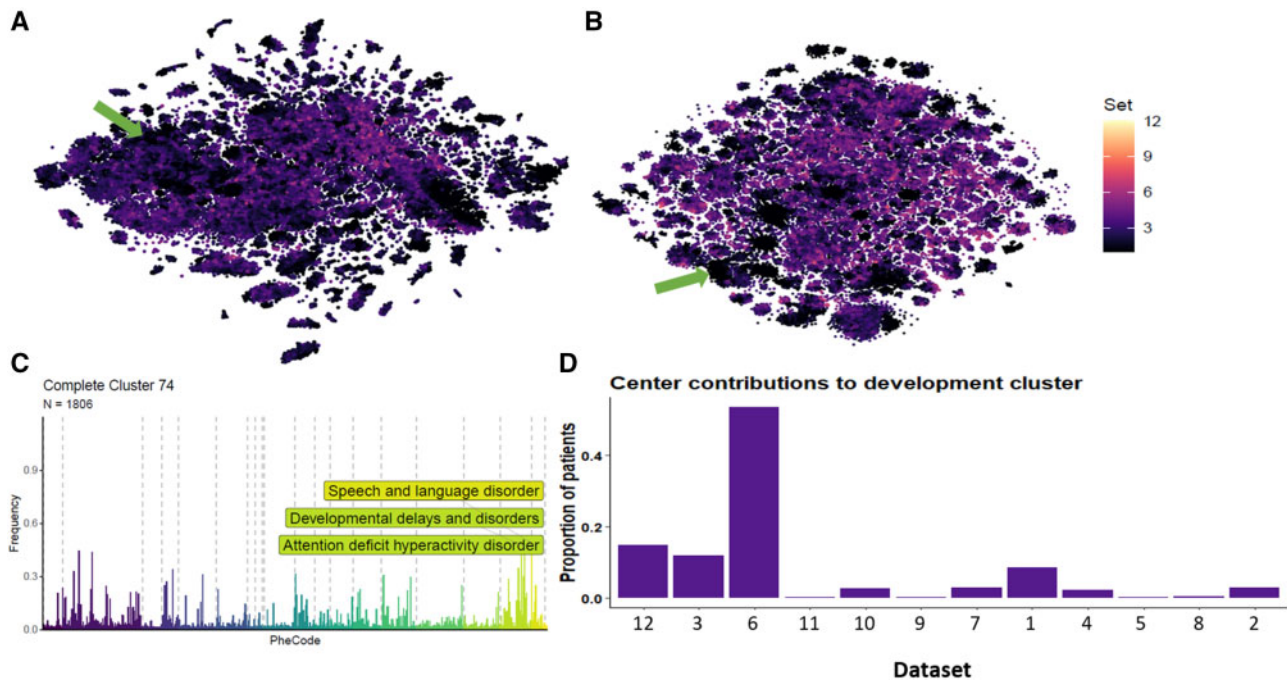 A
B
Set
12
9
6
3
C
Complete Cluster 74
N = 1806
0.9
0.6
0.3
0.0
Frequency
Speech and language disorder
Developmental delays and disorders
Attention deficit hyperactivity disorder
PheCode
D
Center contributions to development cluster
Proportion of patients
0.4
0.2
0.0
12 3 6 11 10 9 7 1 4 5 8 2
Dataset